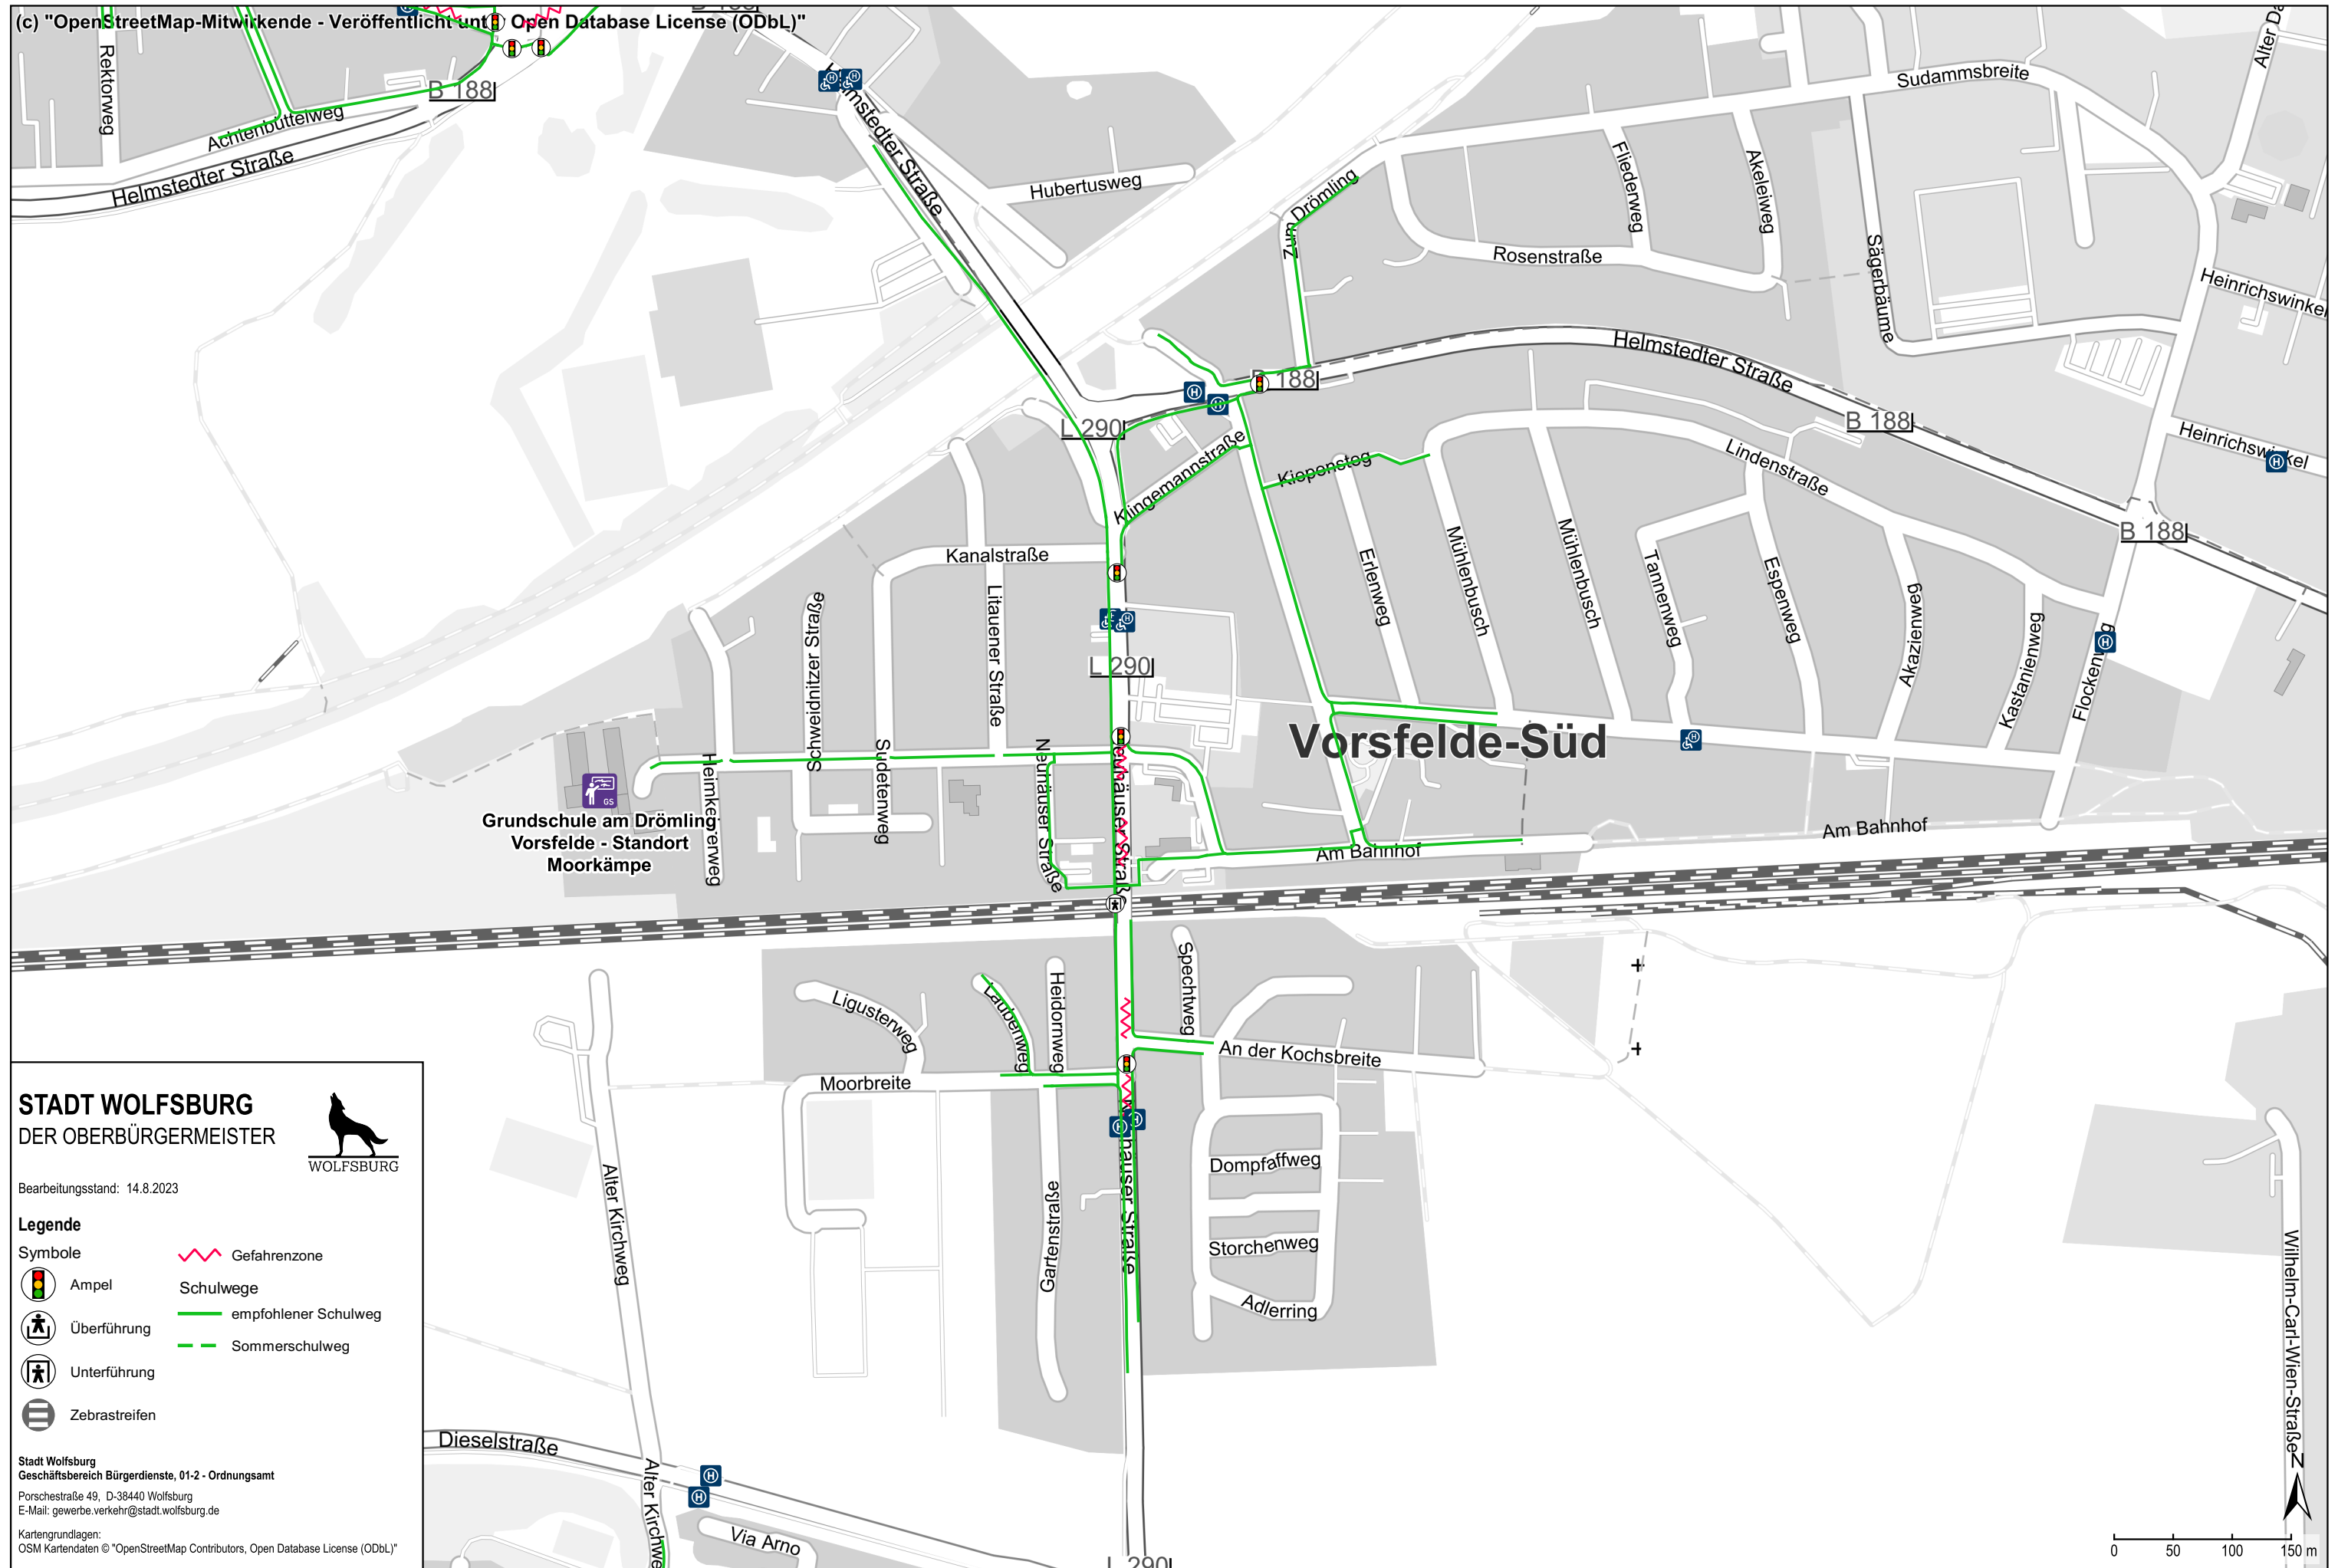 (c) "OpenStreetMap-Mitwirkende - Veröffentlicht unt Open Database License (ODbL)"
Rektorweg
Achtenbüttelweg
B 188
Helmstedter Straße
Helmstedter Straße
Hubertusweg
Zum
Drömling
Fliederweg
Akeleiweg
Sudammsbreite
Rosenstraße
Sägerbäume
Heinrichswinkel
Alter
Helmstedter Straße
B 188
L 290
B 188
Heinrichswinkel
B 188
Klingemannstraße
Kiepensteg
Lindenstraße
Kanalstraße
Litauener Straße
Schweidnitzer Straße
Sudetenweg
Heimkehrerweg
Neuhäuser Straße
L 290
Neuhäuser Straße
Erlenweg
Mühlenbusch
Mühlenbusch
Tannenweg
Espenweg
Akazienweg
Kastanienweg
Vorsfelde-Süd
GS
Grundschule am Drömling
Vorsfelde - Standort
Moorkämpe
Am Bahnhof
Am Bahnhof
Ligusterweg
Laubenweg
Heidornweg
Spechtweg
An der Kochsbreite
Moorbreite
Gartenstraße
Straße
Dompfaffweg
Storchenweg
Adlerring
Alter Kirchweg
Dieselstraße
Via Arno
L 290
Wilhelm-Carl-Wien-Straße
N
0 50 100 150 m
STADT WOLFSBURG
DER OBERBÜRGERMEISTER
WOLFSBURG
Bearbeitungsstand: 14.8.2023
Legende
Symbole
Ampel
Überführung
Unterführung
Zebrastreifen
Gefahrenzone
Schulwege
empfohlener Schulweg
Sommerschulweg
Stadt Wolfsburg
Geschäftsbereich Bürgerdienste, 01-2 - Ordnungsamt
Porschestraße 49, D-38440 Wolfsburg
E-Mail: gewerbe.verkehr@stadt.wolfsburg.de
Kartengrundlagen:
OSM Kartendaten © "OpenStreetMap Contributors, Open Database License (ODbL)"